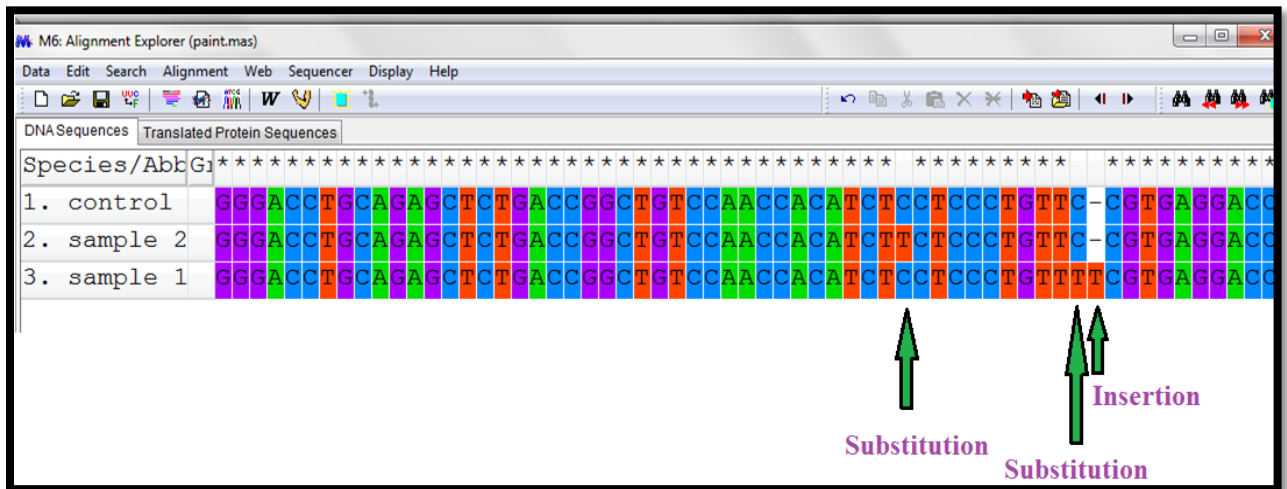 M6: Alignment Explorer (paint.mas)
Data Edit Search Alignment Web Sequencer Display Help
W
DNA Sequences Translated Protein Sequences
Species/Abb Gr * * * * * * * * * * * * * * * * * * * * * * * * * * * * * * * * * * * * * * * * * * * * * * * * * * * * * * * * * *
1. control GGGACCTGCAGAGCTCTGACCGGCTGTCCAACCACATCTCCTCCCTGTTC-CGTGAGGACC
2. sample 2 GGGACCTGCAGAGCTCTGACCGGCTGTCCAACCACATCTTCTCCCTGTTC-CGTGAGGACC
3. sample 1 GGGACCTGCAGAGCTCTGACCGGCTGTCCAACCACATCTCCTCCCTGTTTTCGTGAGGACC
Insertion
Substitution
Substitution